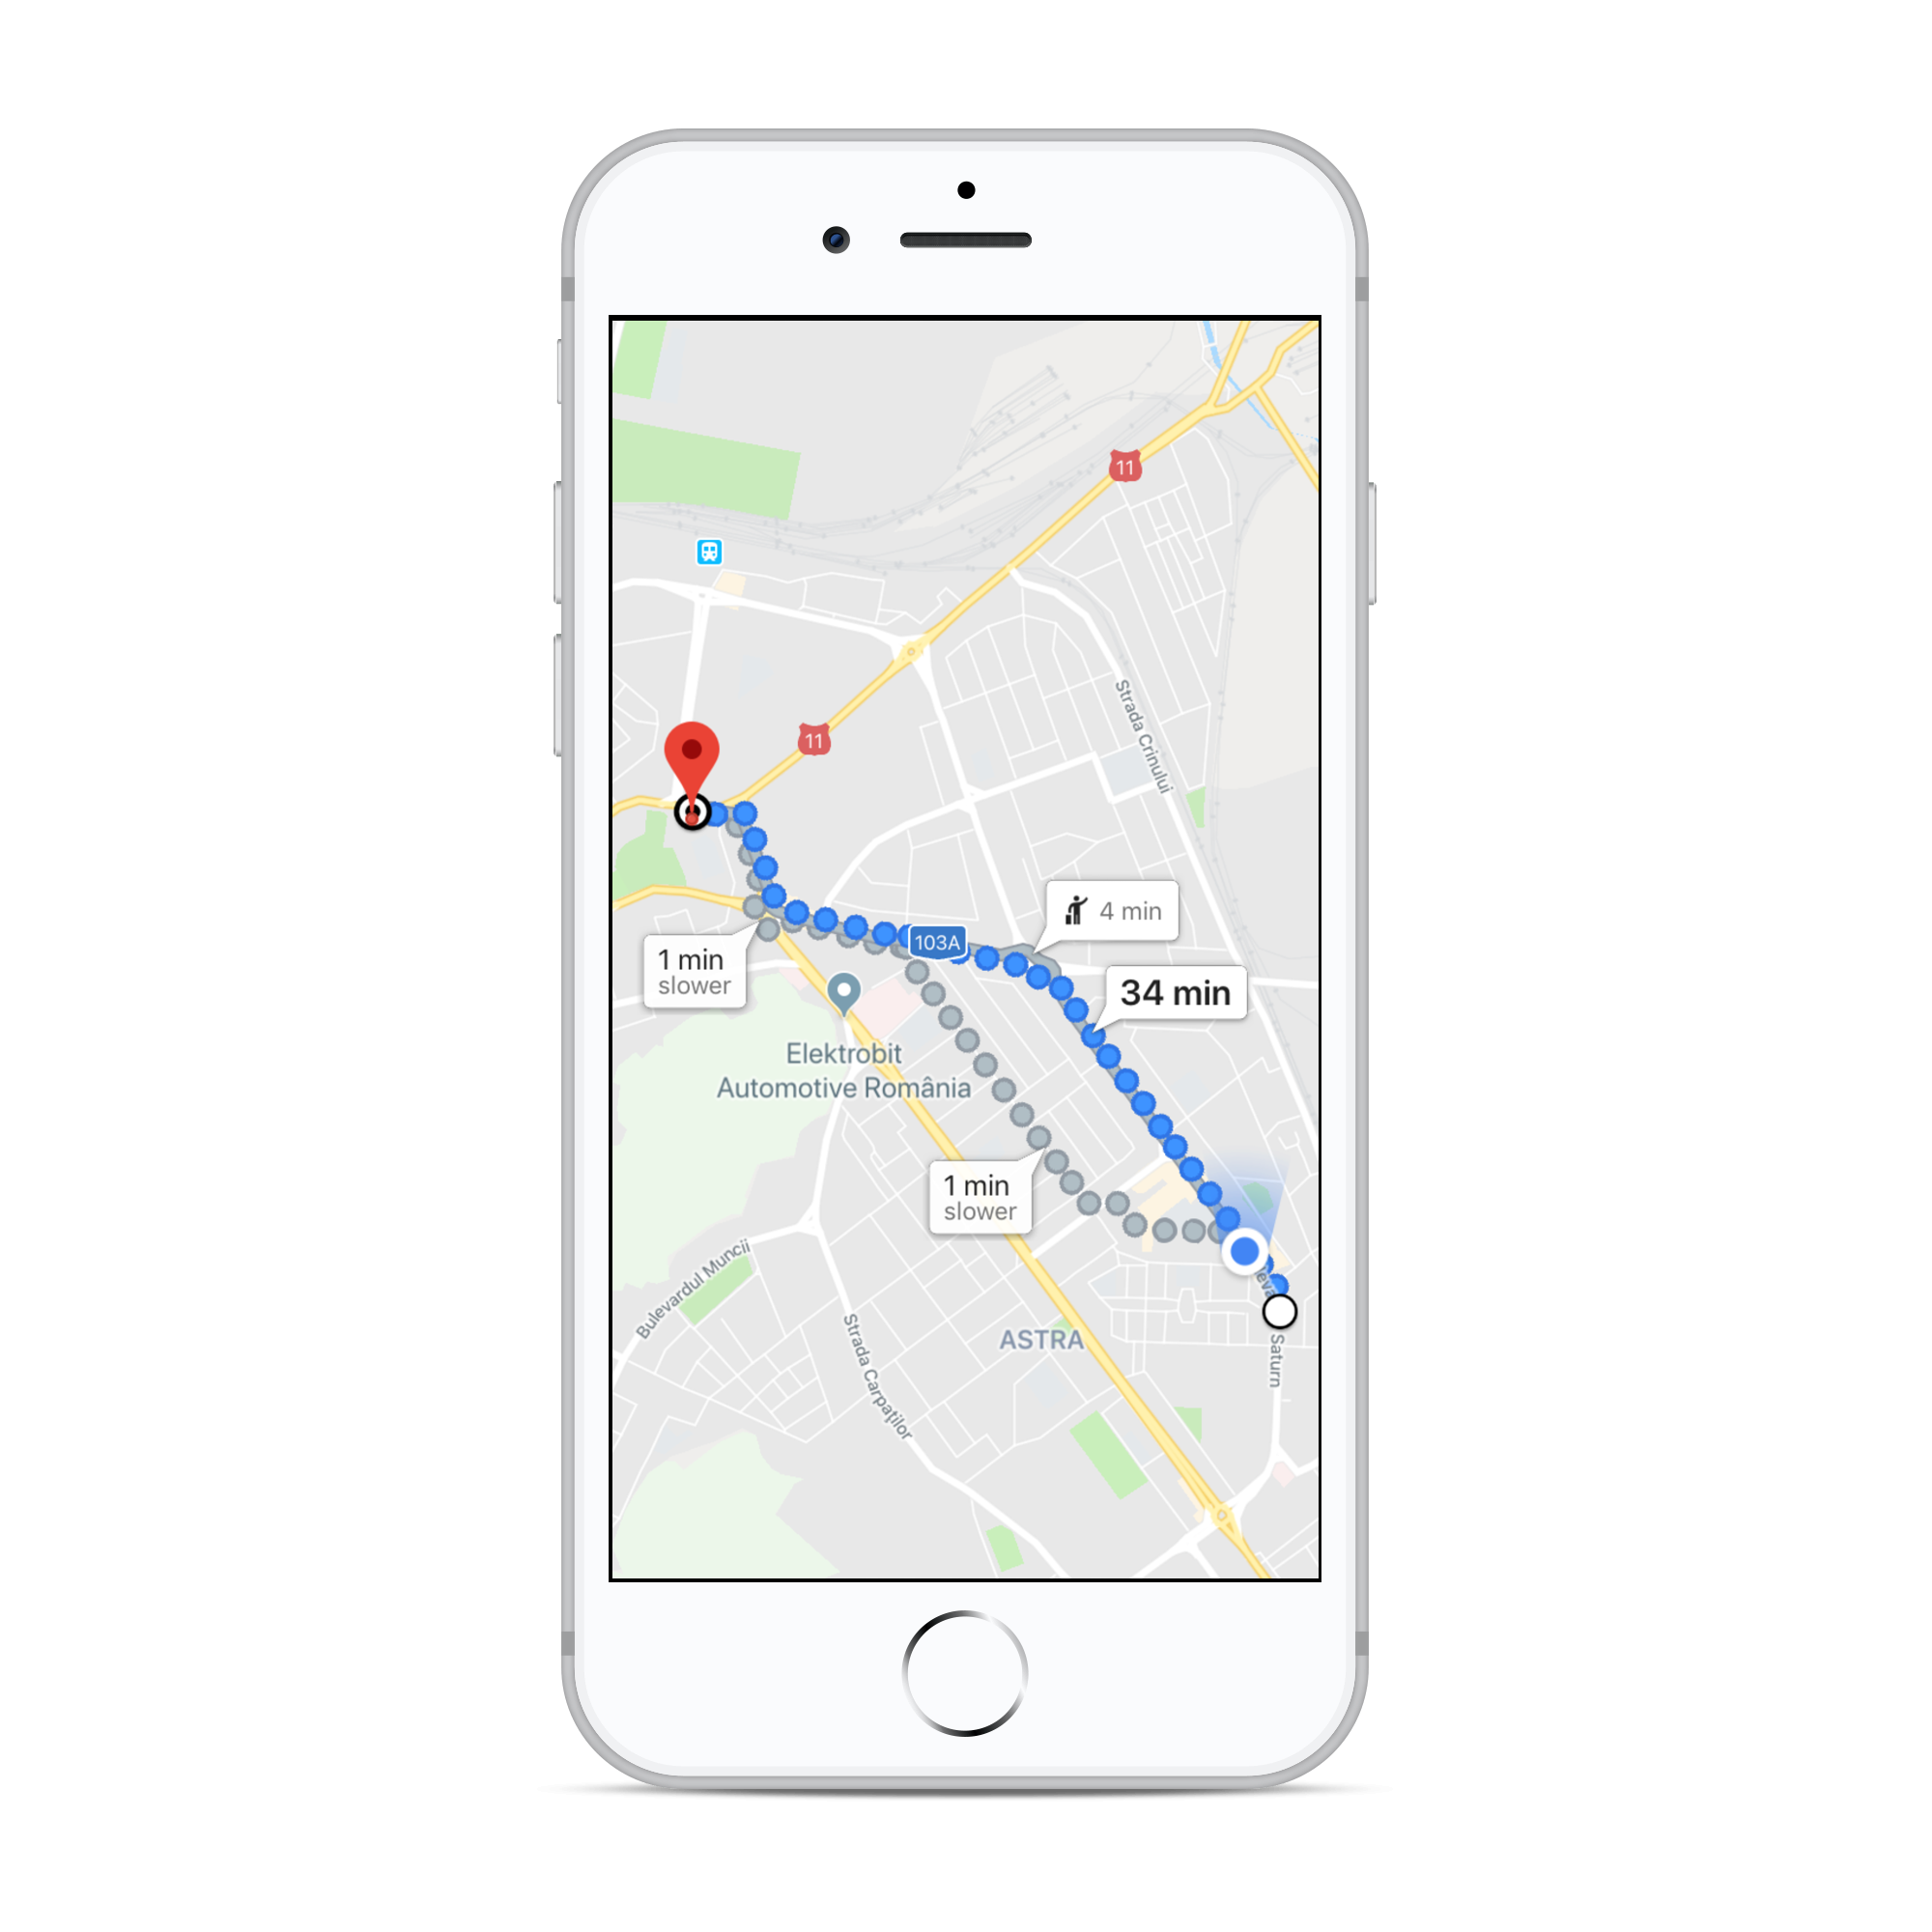 11
Strada Crinului
11
4 min
103A
1 min
slower
34 min
Elektrobit
Automotive România
1 min
slower
Bulevardul Muncii
ASTRA
Strada Carpaților
Saturn